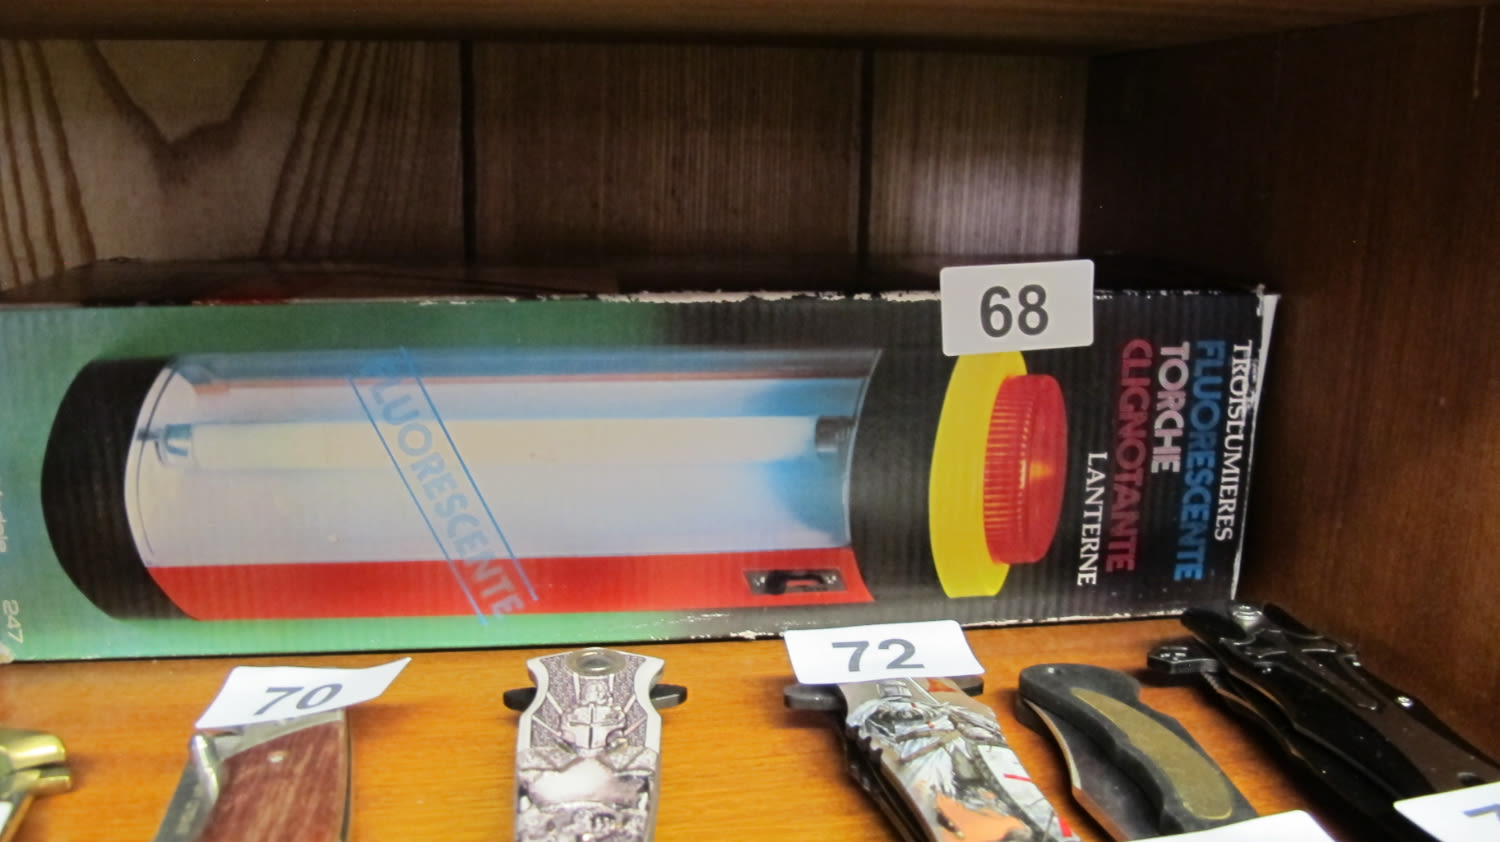 68
TROISLUMIERES
FLUORESCENTE
TORCHE
CLIGNOTANTE
LANTERNE
FLUORESCENTE
247
72
70